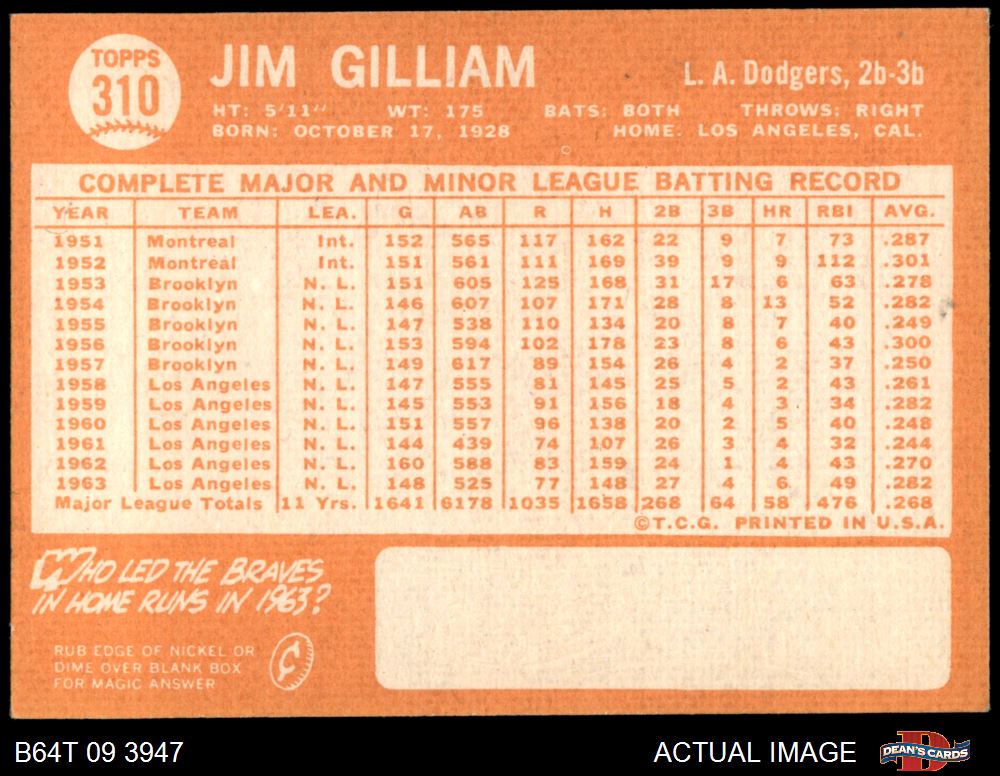 TOPPS
310
JIM GILLIAM
L. A. Dodgers, 2b-3b
HT: 5'11" WT: 175 BATS: BOTH THROWS: RIGHT
BORN: OCTOBER 17, 1928 HOME: LOS ANGELES, CAL.
COMPLETE MAJOR AND MINOR LEAGUE BATTING RECORD
YEAR TEAM LEA. G AB R H 2B 3B HR RBI AVG.
1951 Montreal Int. 152 565 117 162 22 9 7 73 .287
1952 Montreal Int. 151 561 111 169 39 9 9 112 .301
1953 Brooklyn N. L. 151 605 125 168 31 17 6 63 .278
1954 Brooklyn N. L. 146 607 107 171 28 8 13 52 .282
1955 Brooklyn N. L. 147 538 110 134 20 8 7 40 .249
1956 Brooklyn N. L. 153 594 102 178 23 8 6 43 .300
1957 Brooklyn N. L. 149 617 89 154 26 4 2 37 .250
1958 Los Angeles N. L. 147 555 81 145 25 5 2 43 .261
1959 Los Angeles N. L. 145 553 91 156 18 4 3 34 .282
1960 Los Angeles N. L. 151 557 96 138 20 2 5 40 .248
1961 Los Angeles N. L. 144 439 74 107 26 3 4 32 .244
1962 Los Angeles N. L. 160 588 83 159 24 1 4 43 .270
1963 Los Angeles N. L. 148 525 77 148 27 4 6 49 .282
Major League Totals 11 Yrs. 1641 6178 1035 1658 268 64 58 476 .268
©T.C.G. PRINTED IN U.S.A.
WHO LED THE BRAVES
IN HOME RUNS IN 1963?
RUB EDGE OF NICKEL OR
DIME OVER BLANK BOX
FOR MAGIC ANSWER
B64T 09 3947
ACTUAL IMAGE
DEAN'S CARDS